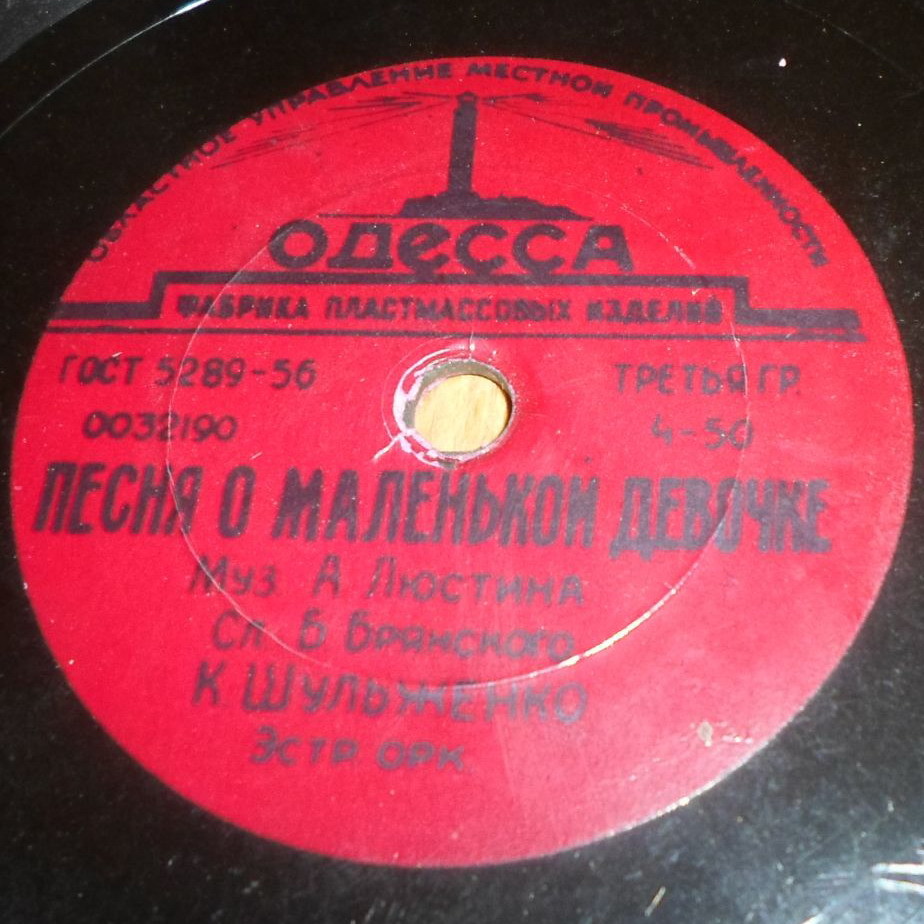 ОБЛАСТНОЕ УПРАВЛЕНИЕ МЕСТНОЙ ПРОМЫШЛЕННОСТИ
ОДЕССА
ФАБРИКА ПЛАСТМАССОВЫХ ИЗДЕЛИЙ
ГОСТ 5289-56 ТРЕТЬЯ ГР.
0032190 4-50
ПЕСНЯ О МАЛЕНЬКОЙ ДЕВОЧКЕ
Муз А Люстина
Сл Б Брянского
К ШУЛЬЖЕНКО
Эстр орк